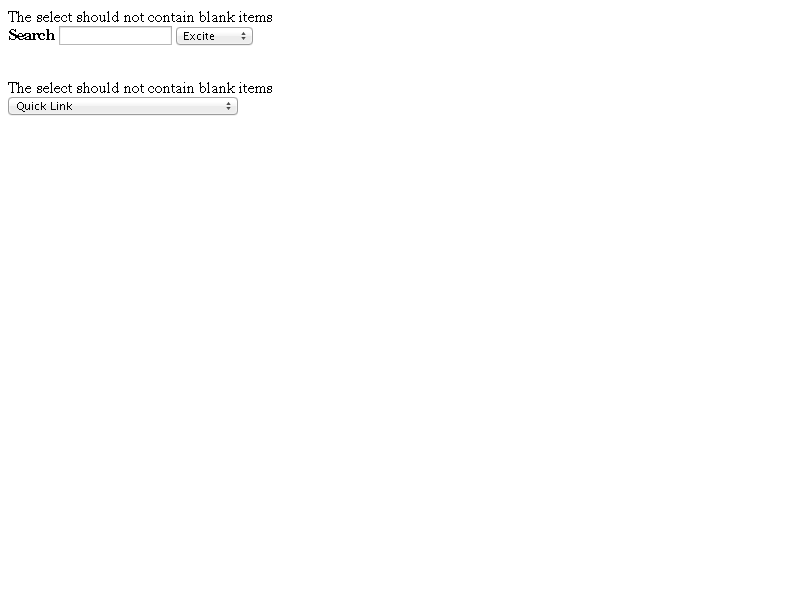 The select should not contain blank items
Search Excite
The select should not contain blank items
Quick Link